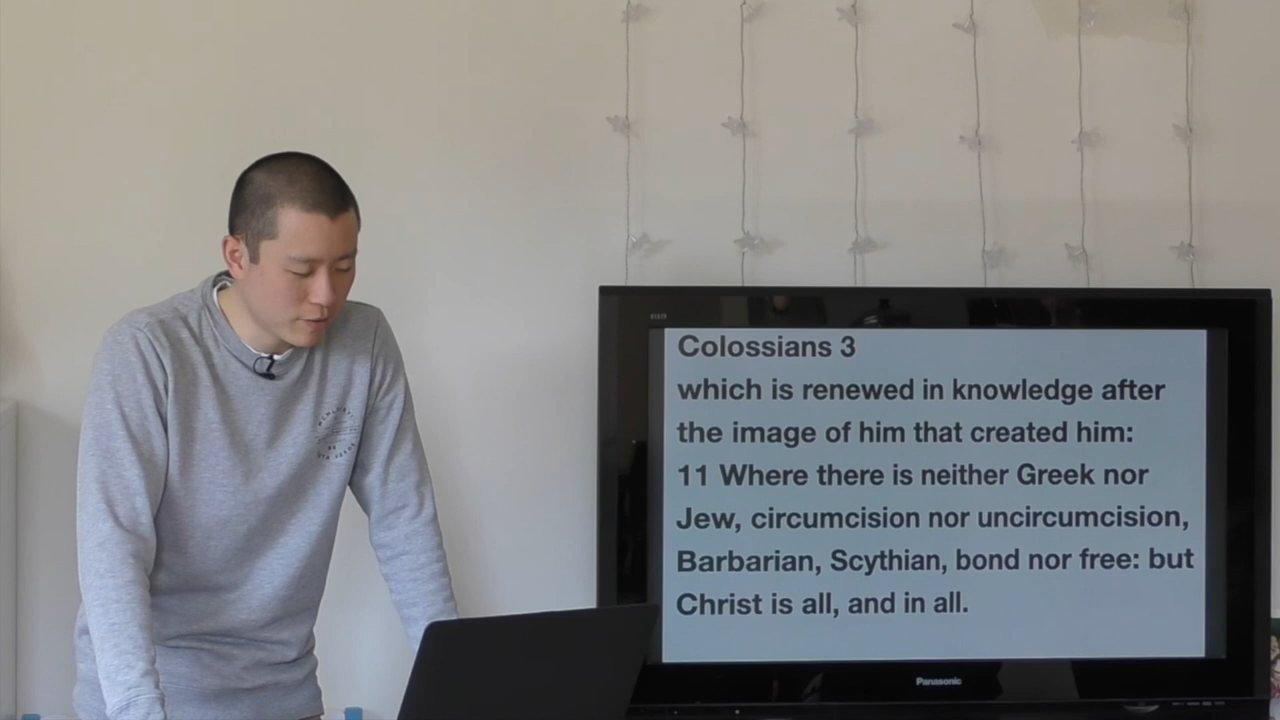 Colossians 3
which is renewed in knowledge after
the image of him that created him:
11 Where there is neither Greek nor
Jew, circumcision nor uncircumcision,
Barbarian, Scythian, bond nor free: but
Christ is all, and in all.
Panasonic